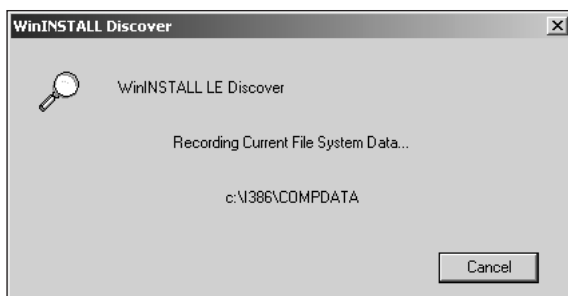 WinINSTALL Discover
WinINSTALL LE Discover
Recording Current File System Data...
c:\I386\COMPDATA
Cancel